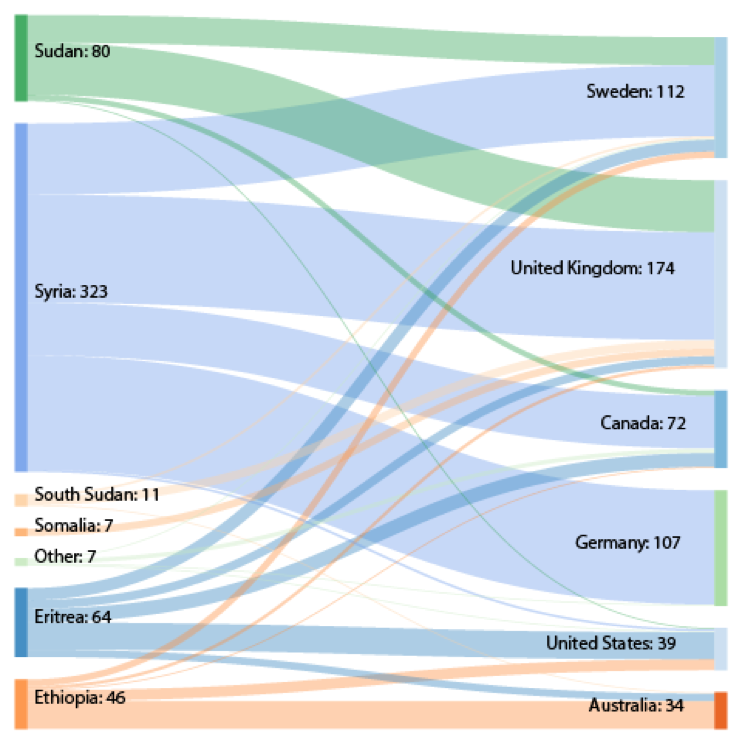 Sudan: 80
Syria: 323
South Sudan: 11
Somalia: 7
Other: 7
Eritrea: 64
Ethiopia: 46
Sweden: 112
United Kingdom: 174
Canada: 72
Germany: 107
United States: 39
Australia: 34